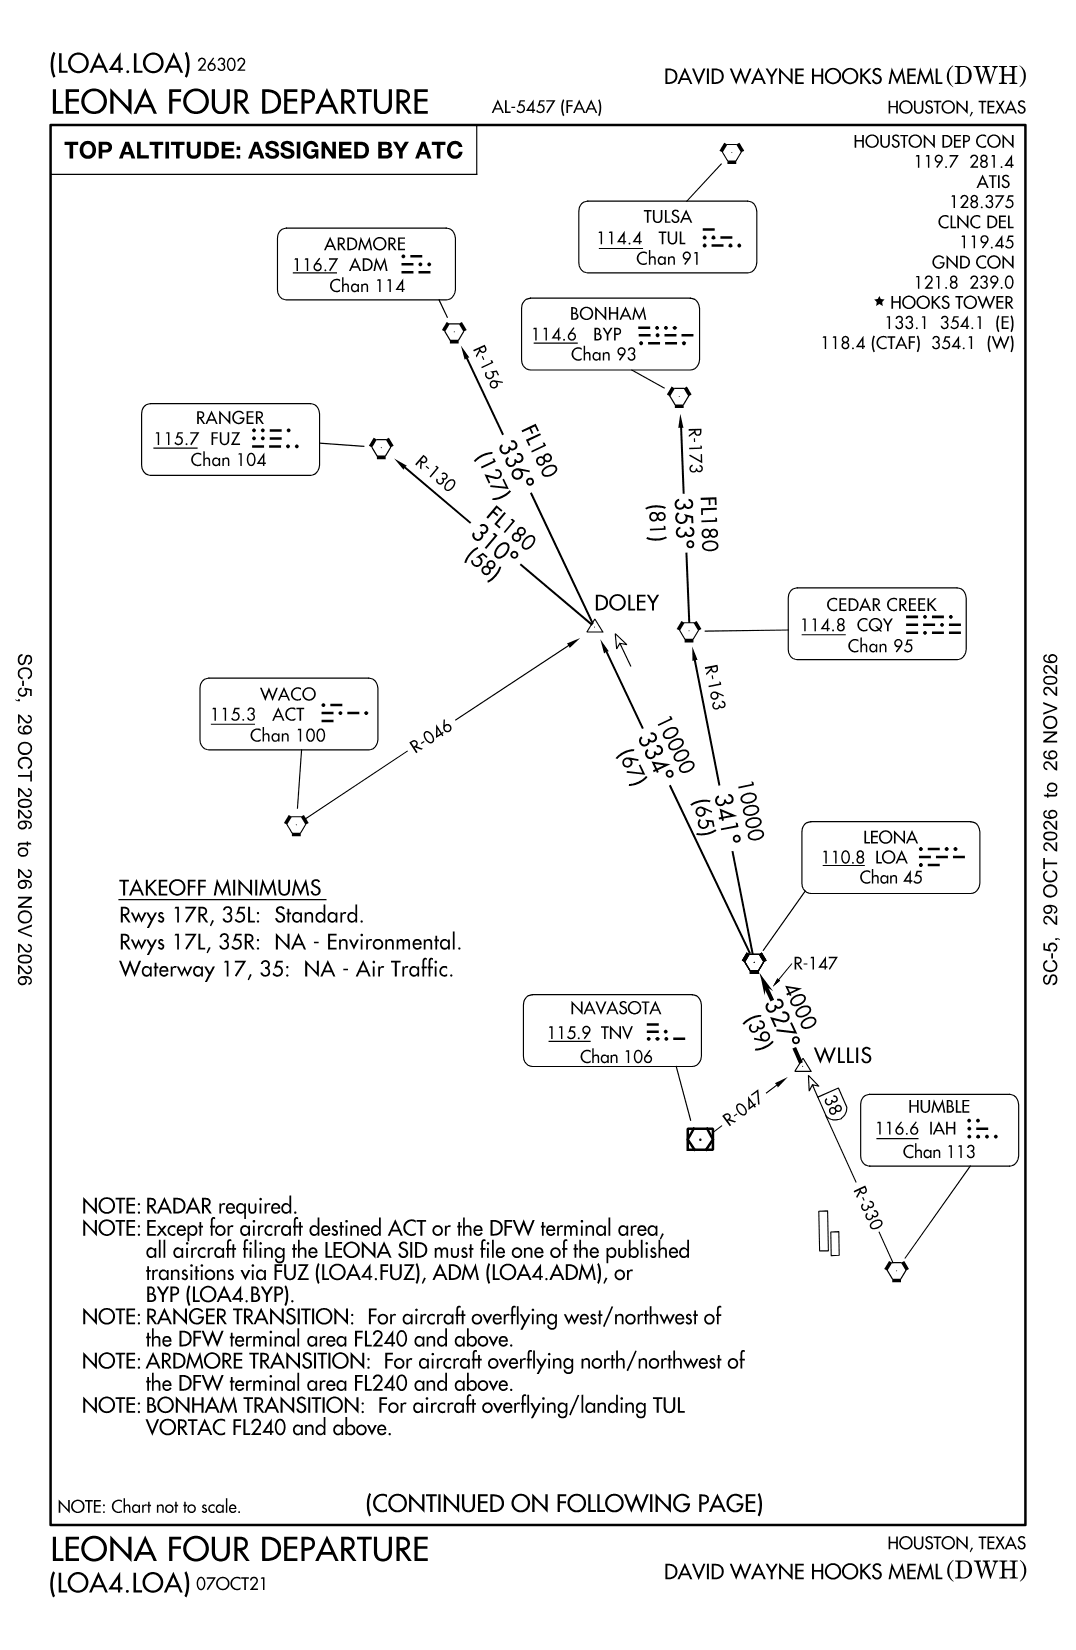 (LOA4.LOA) 26302
LEONA FOUR DEPARTURE
AL-5457 (FAA)
DAVID WAYNE HOOKS MEML (DWH)
HOUSTON, TEXAS
TOP ALTITUDE: ASSIGNED BY ATC
HOUSTON DEP CON
119.7 281.4
ATIS
128.375
CLNC DEL
119.45
GND CON
121.8 239.0
★ HOOKS TOWER
133.1 354.1 (E)
118.4 (CTAF) 354.1 (W)
TULSA
114.4 TUL
Chan 91
ARDMORE
116.7 ADM
Chan 114
BONHAM
114.6 BYP
Chan 93
RANGER
115.7 FUZ
Chan 104
R-156
FL180
336°
(127)
R-130
FL180
310°
(58)
R-173
FL180
353°
(81)
DOLEY
CEDAR CREEK
114.8 CQY
Chan 95
WACO
115.3 ACT
Chan 100
R-046
R-163
10000
334°
(67)
10000
341°
(65)
LEONA
110.8 LOA
Chan 45
TAKEOFF MINIMUMS
Rwys 17R, 35L: Standard.
Rwys 17L, 35R: NA - Environmental.
Waterway 17, 35: NA - Air Traffic.
R-147
4000
327°
(39)
NAVASOTA
115.9 TNV
Chan 106
WLLIS
R-047
38
HUMBLE
116.6 IAH
Chan 113
R-330
NOTE: RADAR required.
NOTE: Except for aircraft destined ACT or the DFW terminal area,
all aircraft filing the LEONA SID must file one of the published
transitions via FUZ (LOA4.FUZ), ADM (LOA4.ADM), or
BYP (LOA4.BYP).
NOTE: RANGER TRANSITION: For aircraft overflying west/northwest of
the DFW terminal area FL240 and above.
NOTE: ARDMORE TRANSITION: For aircraft overflying north/northwest of
the DFW terminal area FL240 and above.
NOTE: BONHAM TRANSITION: For aircraft overflying/landing TUL
VORTAC FL240 and above.
NOTE: Chart not to scale.
(CONTINUED ON FOLLOWING PAGE)
SC-5, 29 OCT 2026 to 26 NOV 2026
SC-5, 29 OCT 2026 to 26 NOV 2026
LEONA FOUR DEPARTURE
(LOA4.LOA) 07OCT21
HOUSTON, TEXAS
DAVID WAYNE HOOKS MEML (DWH)